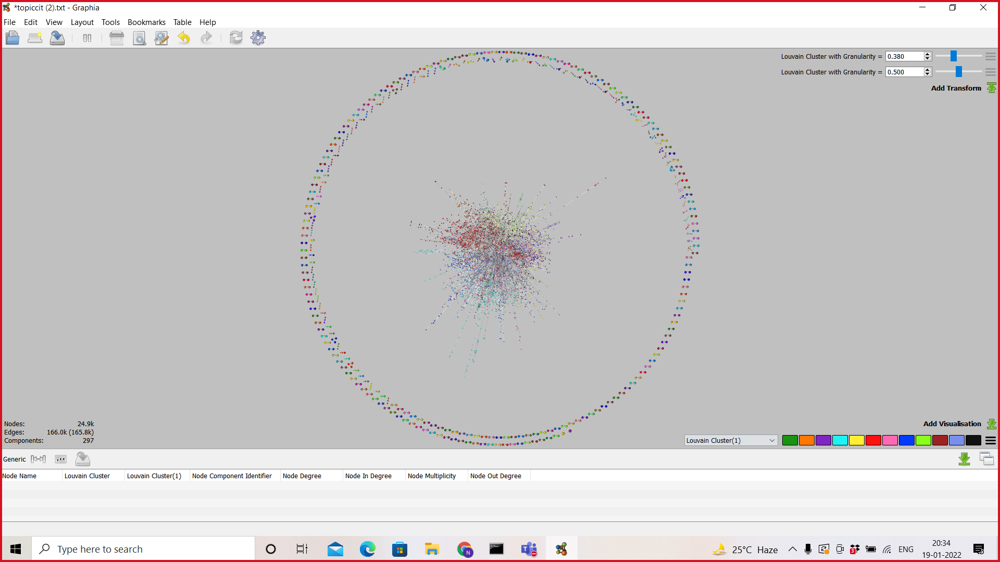 *topiccit (2).txt - Graphia
File Edit View Layout Tools Bookmarks Table Help
Louvain Cluster with Granularity = 0.380
Louvain Cluster with Granularity = 0.500
Add Transform
Nodes: 24.9k
Edges: 166.0k (165.8k)
Components: 297
Add Visualisation
Louvain Cluster(1)
Generic
Node Name Louvain Cluster Louvain Cluster(1) Node Component Identifier Node Degree Node In Degree Node Multiplicity Node Out Degree
Type here to search
N
T
3
25°C Haze
ENG
20:34
19-01-2022
3